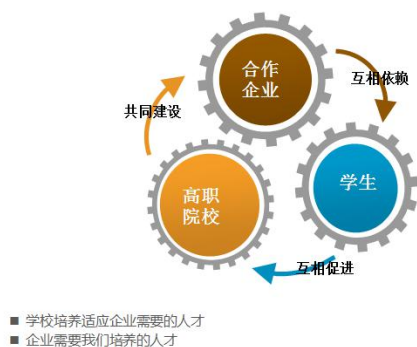 合作
企业
互相依赖
共同建设
学生
高职
院校
互相促进
■ 学校培养适应企业需要的人才
■ 企业需要我们培养的人才